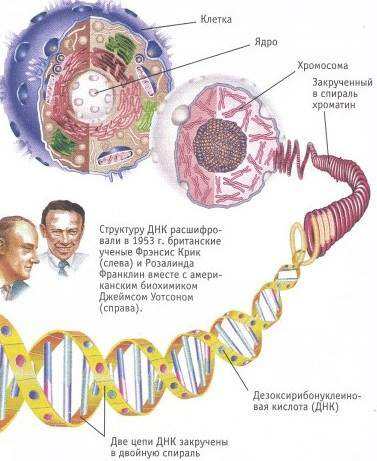 Клетка
Ядро
Хромосома
Закрученный
в спираль
хроматин
Структуру ДНК расшифро-
вали в 1953 г. британские
ученые Фрэнсис Крик
(слева) и Розалинда
Франклин вместе с амери-
канским биохимиком
Джеймсом Уотсоном
(справа).
Дезоксирибонуклеино-
вая кислота (ДНК)
Две цепи ДНК закручены
в двойную спираль